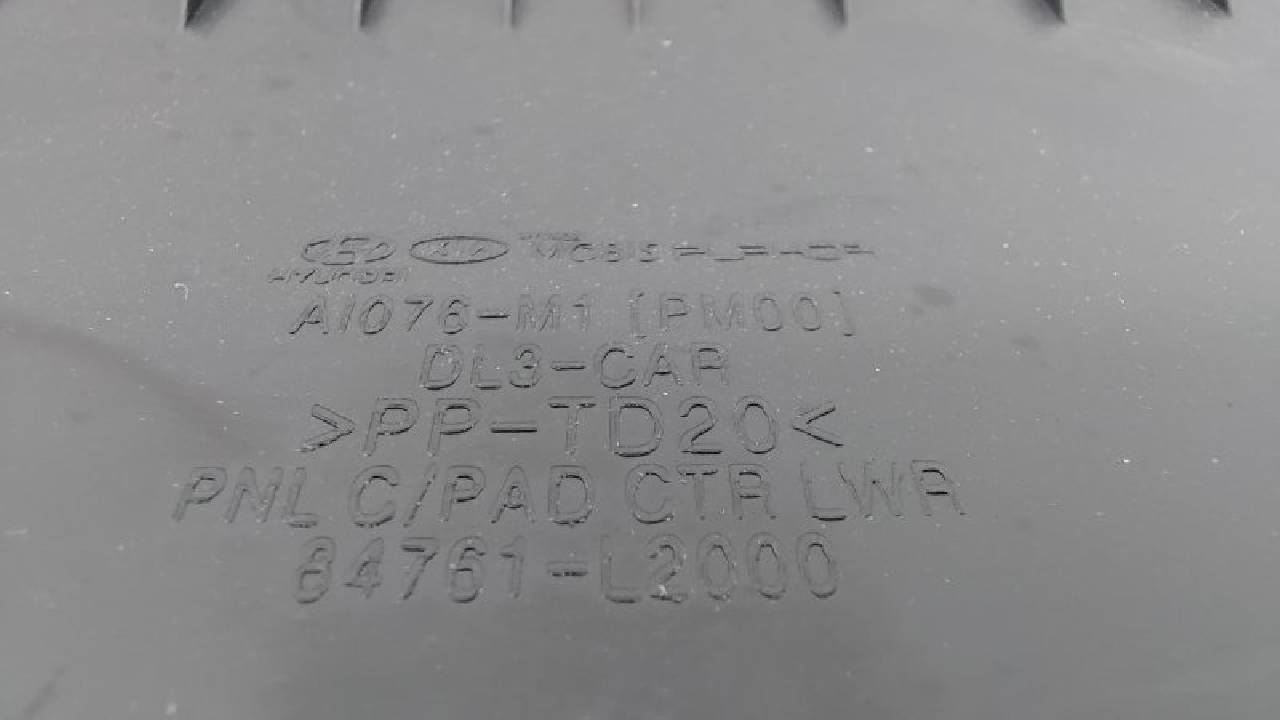 KIA MOBIS
HYUNDAI
AI076-M1 [PM00]
DL3-CAR
>PP-TD20<
PNL C/PAD CTR LWR
84761-L2000